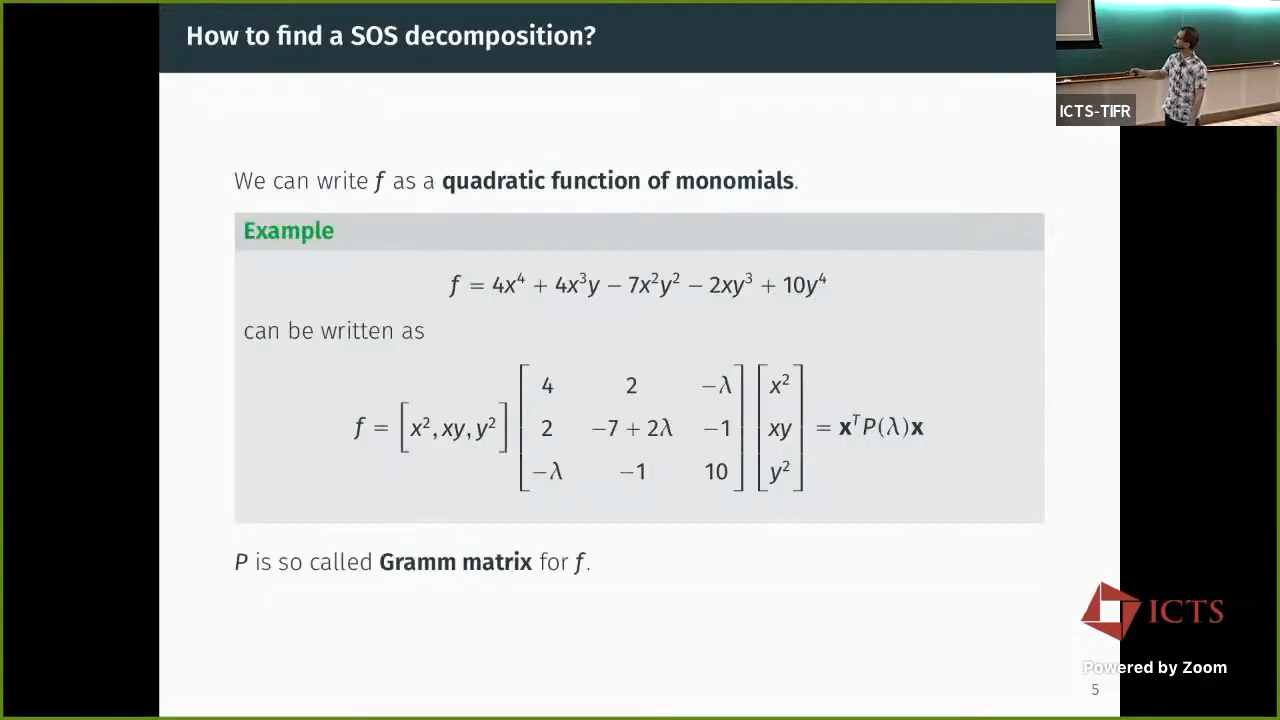 How to find a SOS decomposition?
ICTS-TIFR
We can write f as a quadratic function of monomials.
Example
f = 4x⁴ + 4x³y − 7x²y² − 2xy³ + 10y⁴
can be written as
f = [x², xy, y²] [4 2 −λ; 2 −7 + 2λ −1; −λ −1 10] [x²; xy; y²] = xᵀP(λ)x
P is so called Gramm matrix for f.
ICTS
Powered by Zoom
5